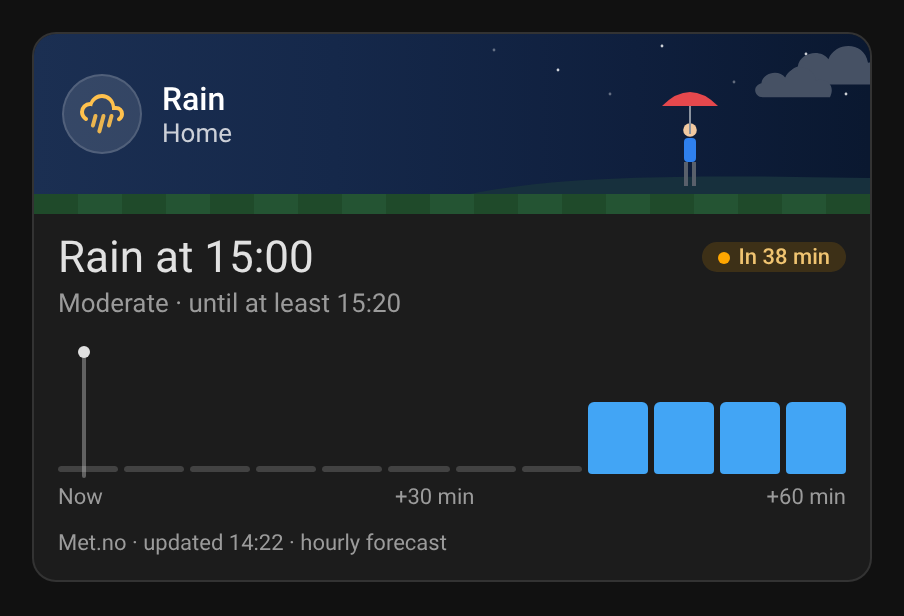 Rain
Home
Rain at 15:00
In 38 min
Moderate · until at least 15:20
Now
+30 min
+60 min
Met.no · updated 14:22 · hourly forecast